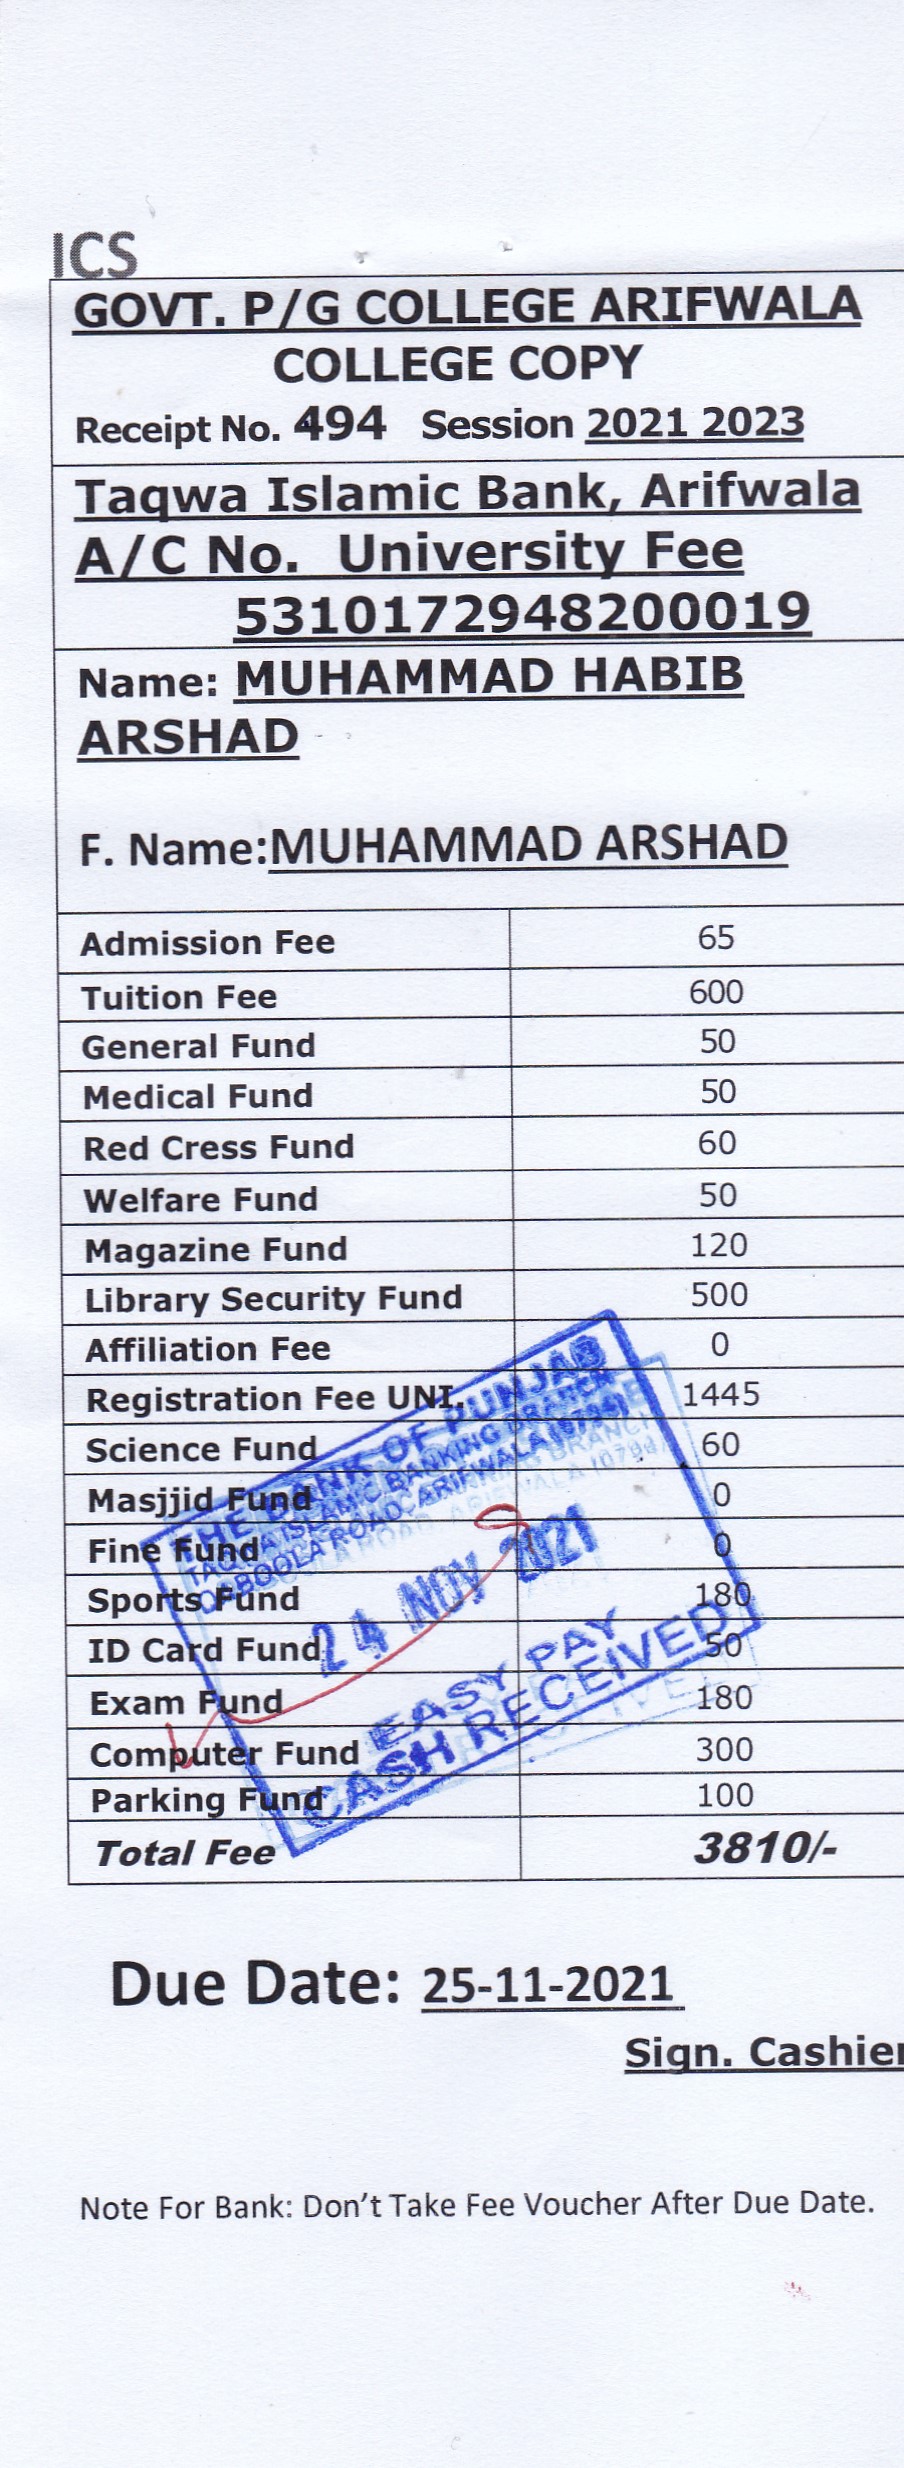 ICS
GOVT. P/G COLLEGE ARIFWALA
COLLEGE COPY
Receipt No. 494 Session 2021 2023
Taqwa Islamic Bank, Arifwala
A/C No. University Fee
5310172948200019
Name: MUHAMMAD HABIB
ARSHAD
F. Name:MUHAMMAD ARSHAD
Admission Fee 65
Tuition Fee 600
General Fund 50
Medical Fund 50
Red Cress Fund 60
Welfare Fund 50
Magazine Fund 120
Library Security Fund 500
Affiliation Fee 0
Registration Fee UNI. 1445
Science Fund 60
Masjjid Fund 0
Fine Fund 0
Sports Fund 180
ID Card Fund 50
Exam Fund 180
Computer Fund 300
Parking Fund 100
Total Fee 3810/-
THE BANK OF PUNJAB
TAQWA ISLAMIC BANKING BRANCH
QABOOLA ROAD ARIFWALA (0794)
24 NOV 2021
EASY PAY
CASH RECEIVED
Due Date: 25-11-2021
Sign. Cashier
Note For Bank: Don’t Take Fee Voucher After Due Date.